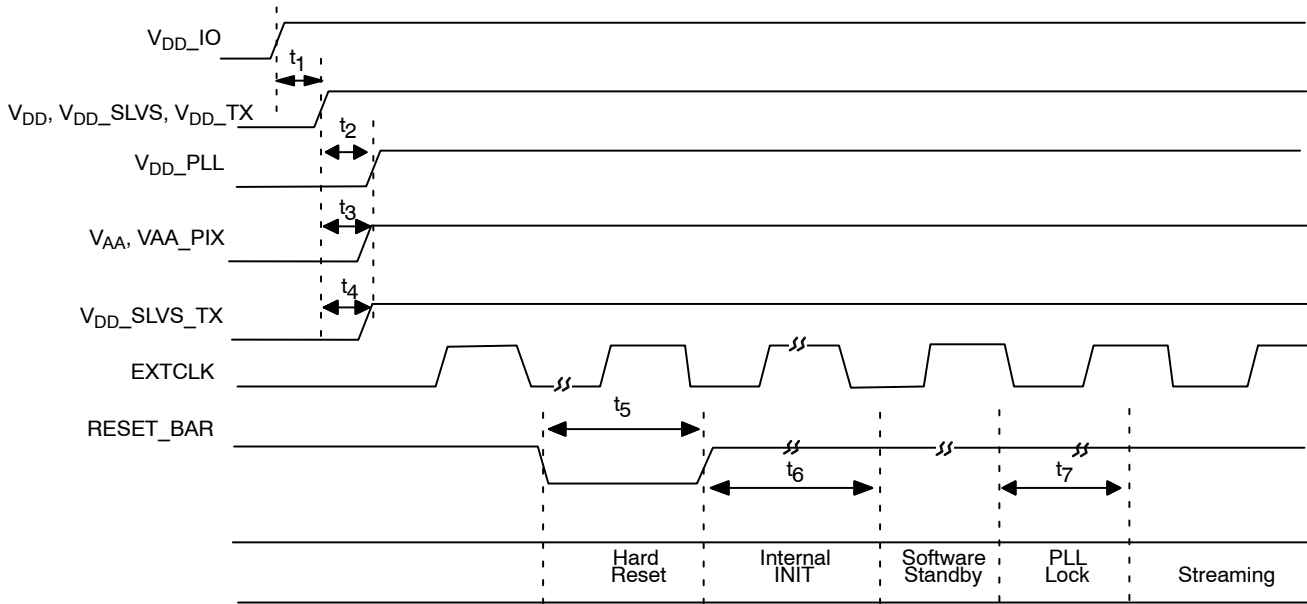 V_DD_IO
t1
V_DD, V_DD_SLVS, V_DD_TX
t2
V_DD_PLL
t3
V_AA, VAA_PIX
t4
V_DD_SLVS_TX
EXTCLK
t5
RESET_BAR
t6
t7
Hard
Reset
Internal
INIT
Software
Standby
PLL
Lock
Streaming